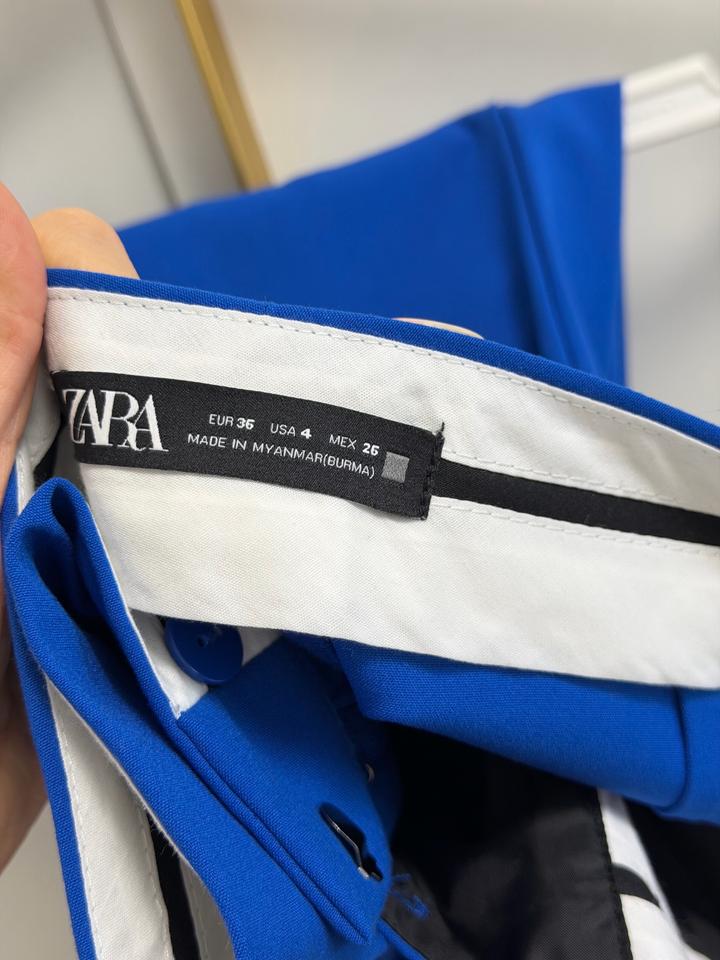 ZARA
EUR 36 USA 4 MEX 26
MADE IN MYANMAR(BURMA)